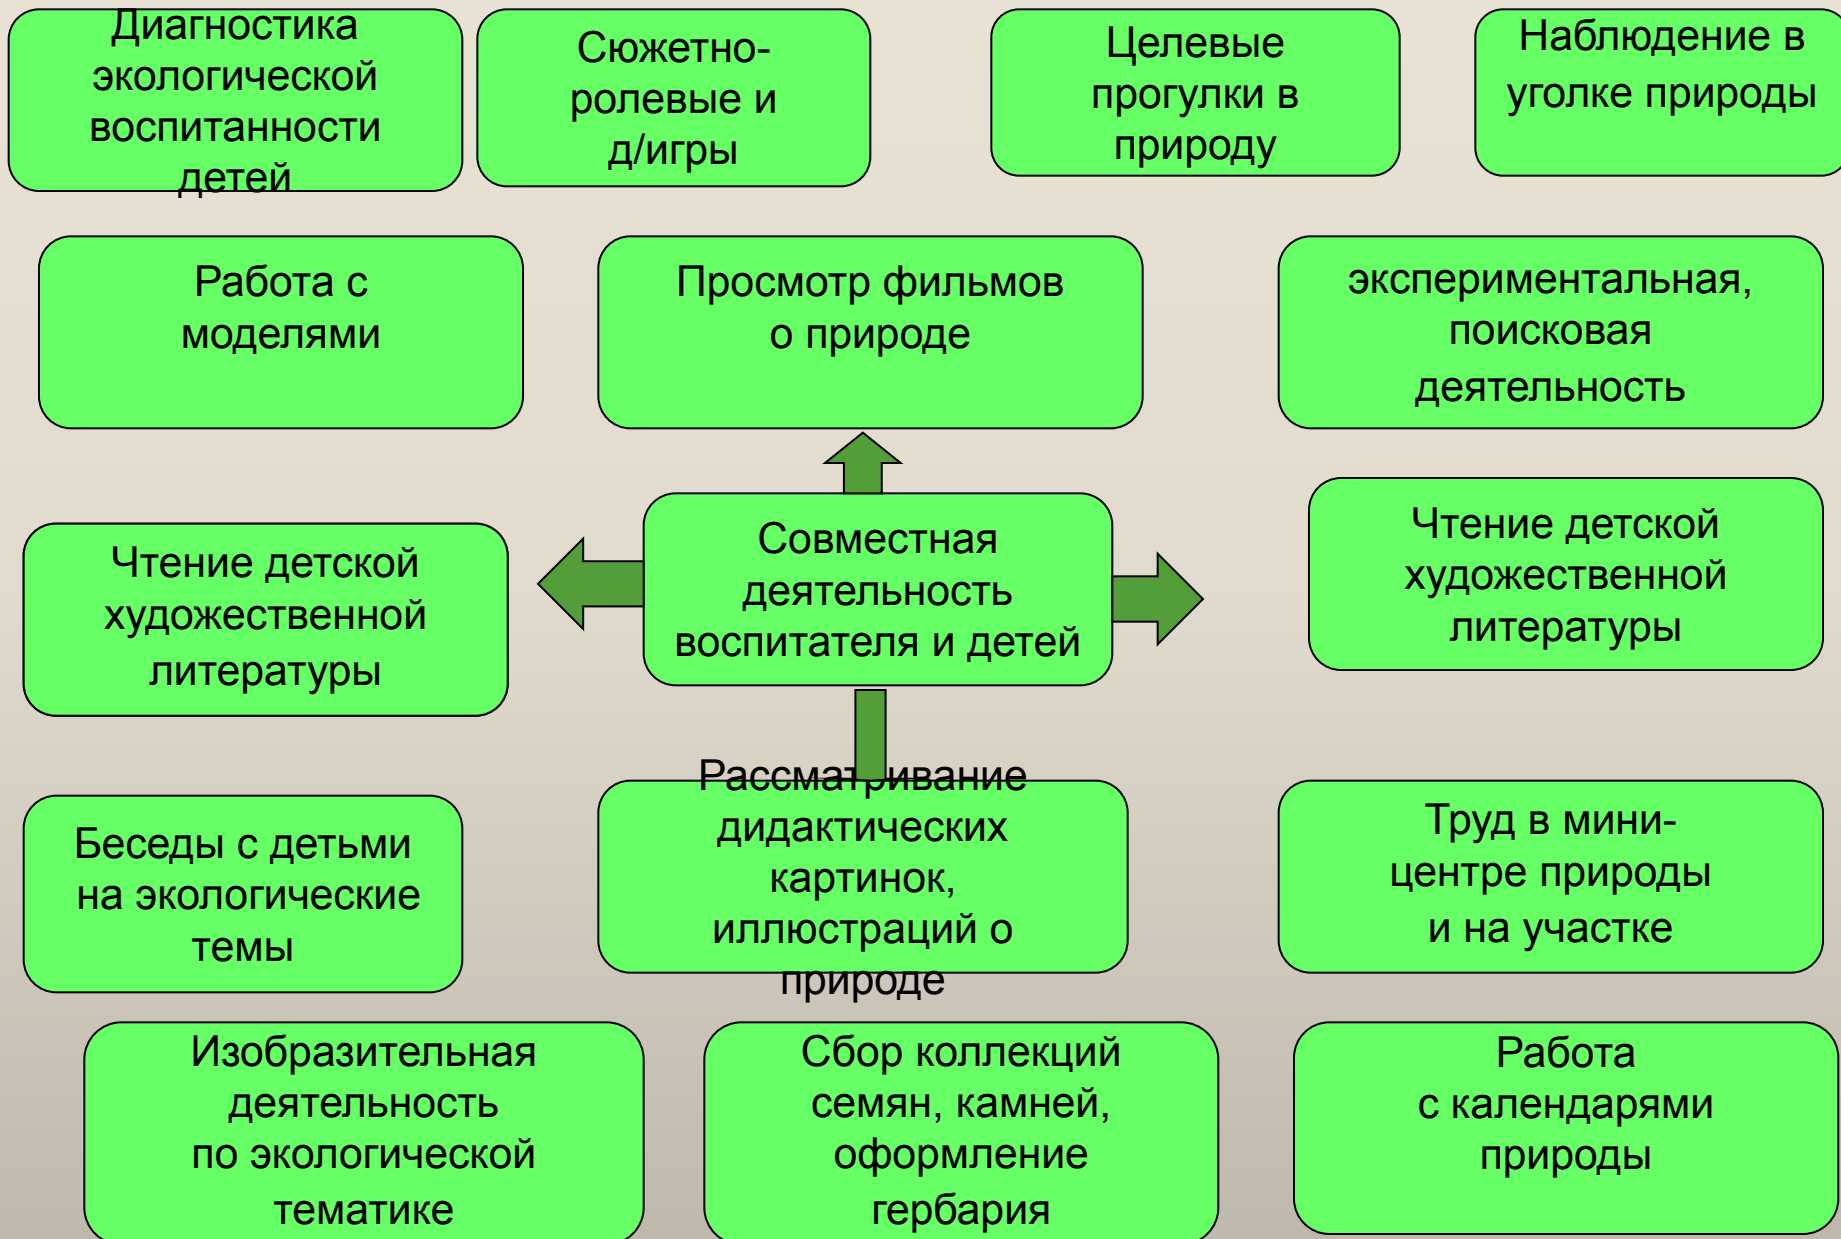 Диагностика
экологической
воспитанности
детей
Сюжетно-
ролевые и
д/игры
Целевые
прогулки в
природу
Наблюдение в
уголке природы
Работа с
моделями
Просмотр фильмов
о природе
экспериментальная,
поисковая
деятельность
Чтение детской
художественной
литературы
Совместная
деятельность
воспитателя и детей
Чтение детской
художественной
литературы
Беседы с детьми
на экологические
темы
Рассматривание
дидактических
картинок,
иллюстраций о
природе
Труд в мини-
центре природы
и на участке
Изобразительная
деятельность
по экологической
тематике
Сбор коллекций
семян, камней,
оформление
гербария
Работа
с календарями
природы